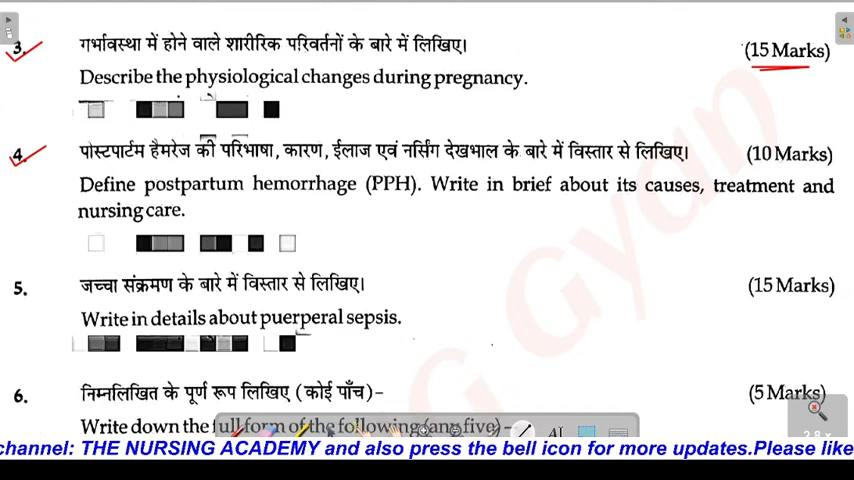 3. गर्भावस्था में होने वाले शारीरिक परिवर्तनों के बारे में लिखिए। (15 Marks)
Describe the physiological changes during pregnancy.
4. पोस्टपार्टम हैमरेज की परिभाषा, कारण, ईलाज एवं नर्सिंग देखभाल के बारे में विस्तार से लिखिए। (10 Marks)
Define postpartum hemorrhage (PPH). Write in brief about its causes, treatment and
nursing care.
5. जच्चा संक्रमण के बारे में विस्तार से लिखिए। (15 Marks)
Write in details about puerperal sepsis.
6. निम्नलिखित के पूर्ण रूप लिखिए (कोई पाँच)- (5 Marks)
Write down the full form of the following (any five)-
channel: THE NURSING ACADEMY and also press the bell icon for more updates.Please like
G Gyan